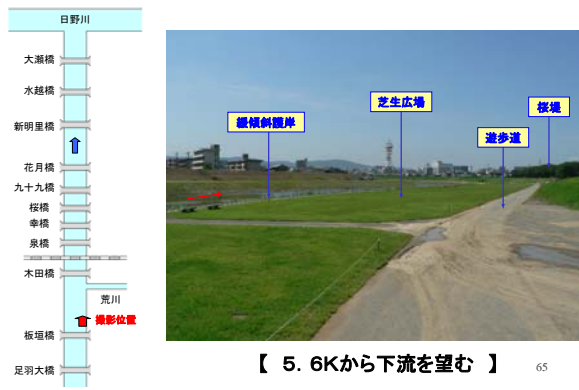 日野川
大瀬橋
水越橋
新明里橋
花月橋
九十九橋
桜橋
幸橋
泉橋
木田橋
荒川
撮影位置
板垣橋
足羽大橋
緩傾斜護岸
芝生広場
遊歩道
桜堤
【 ５．６Kから下流を望む 】
65